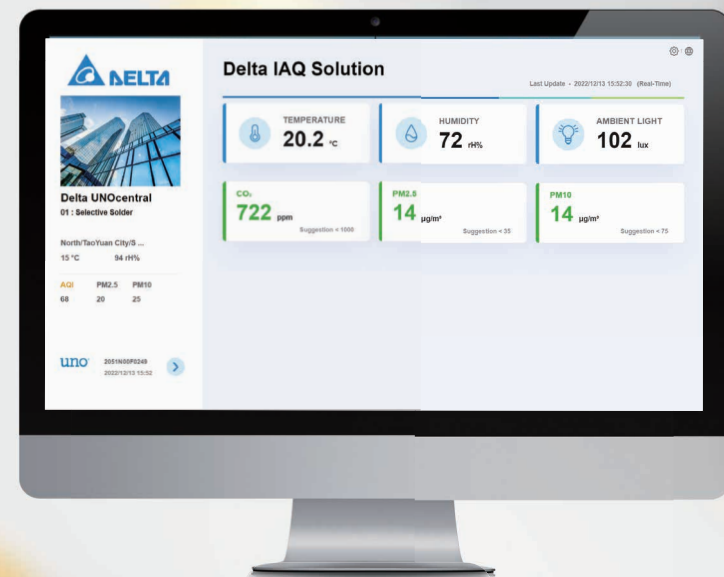 DELTA
Delta UNOcentral
01 : Selective Solder
North/TaoYuan City/S ...
15 °C 94 rH%
AQI PM2.5 PM10
68 20 25
uno
2051N00F0249
2022/12/13 15:52
Delta IAQ Solution
Last Update - 2022/12/13 15:52:30 (Real-Time)
TEMPERATURE
20.2 °C
HUMIDITY
72 rH%
AMBIENT LIGHT
102 lux
CO₂
722 ppm
Suggestion < 1000
PM2.5
14 μg/m³
Suggestion < 35
PM10
14 μg/m³
Suggestion < 75